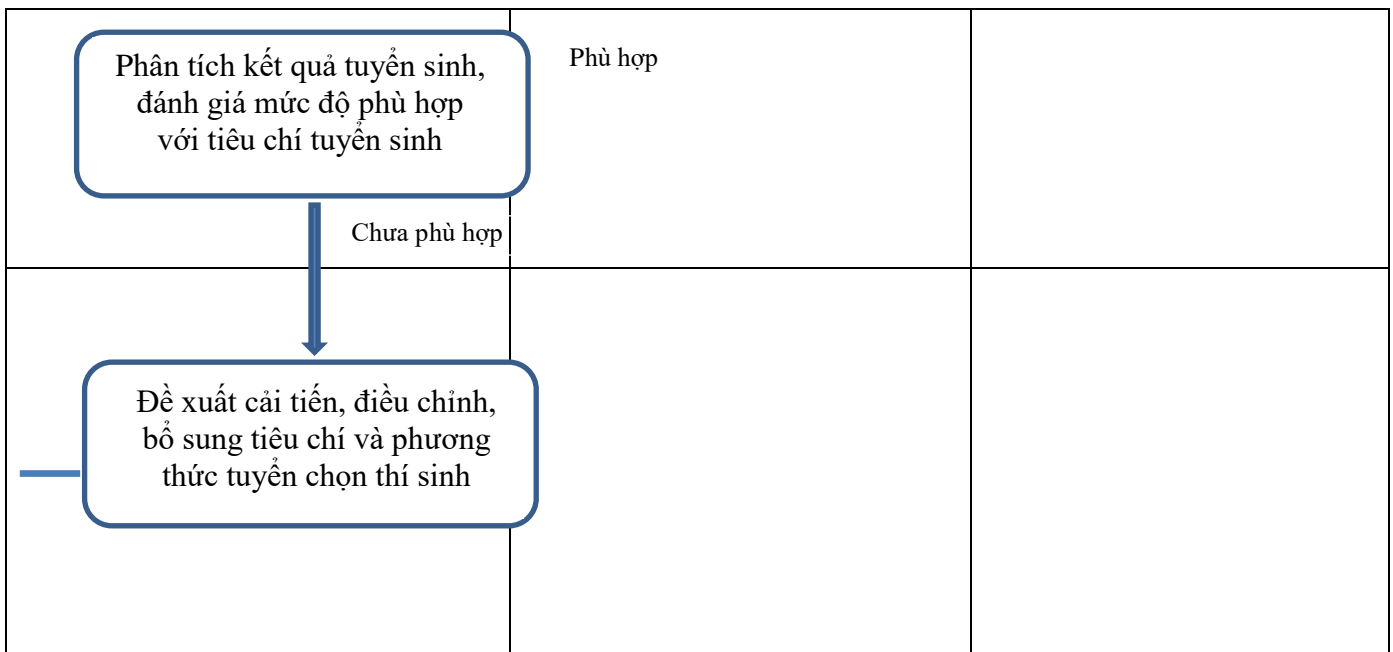 Phân tích kết quả tuyển sinh,
đánh giá mức độ phù hợp
với tiêu chí tuyển sinh
Phù hợp
Chưa phù hợp
Đề xuất cải tiến, điều chỉnh,
bổ sung tiêu chí và phương
thức tuyển chọn thí sinh